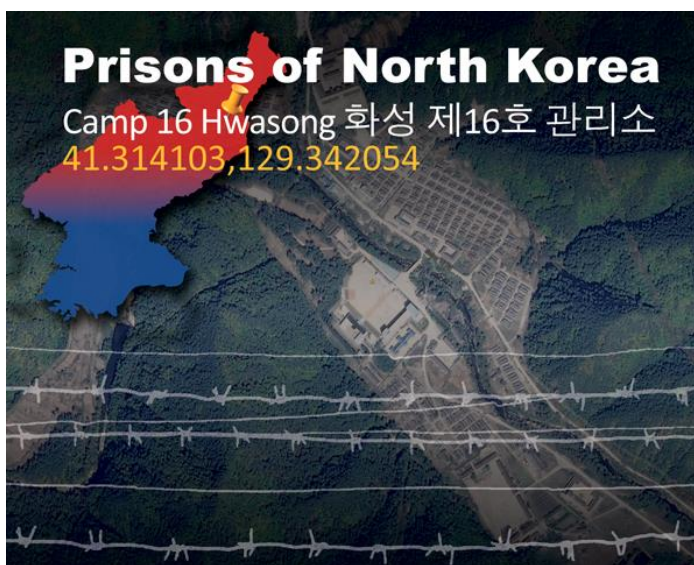 Prisons of North Korea
Camp 16 Hwasong 화성 제16호 관리소
41.314103,129.342054